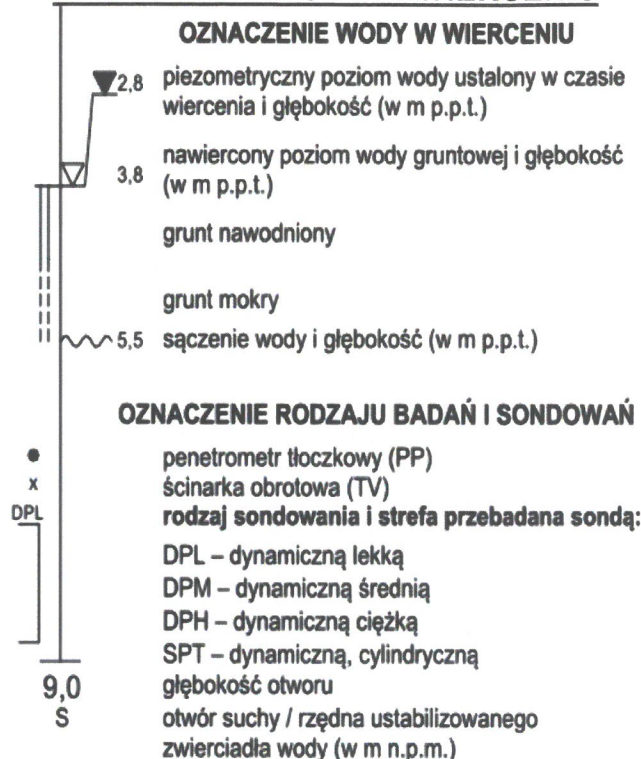 OZNACZENIE WODY W WIERCENIU
2,8 piezometryczny poziom wody ustalony w czasie
wiercenia i głębokość (w m p.p.t.)
nawiercony poziom wody gruntowej i głębokość
3,8 (w m p.p.t.)
grunt nawodniony
grunt mokry
5,5 sączenie wody i głębokość (w m p.p.t.)
OZNACZENIE RODZAJU BADAŃ I SONDOWAŃ
penetrometr tłoczkowy (PP)
x ścinarka obrotowa (TV)
DPL rodzaj sondowania i strefa przebadana sondą:
DPL – dynamiczną lekką
DPM – dynamiczną średnią
DPH – dynamiczną ciężką
SPT – dynamiczną, cylindryczną
9,0 głębokość otworu
S otwór suchy / rzędna ustabilizowanego
zwierciadła wody (w m n.p.m.)